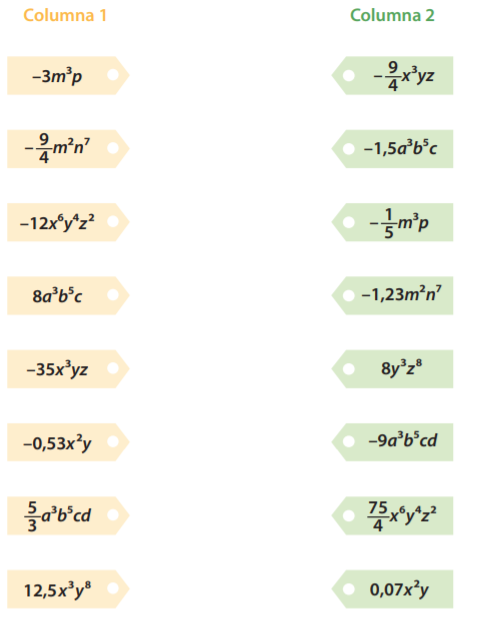 Columna 1 Columna 2
–3m³p –9/4x³yz
–9/4m²n⁷ –1,5a³b⁵c
–12x⁶y⁴z² –1/5m³p
8a³b⁵c –1,23m²n⁷
–35x³yz 8y³z⁸
–0,53x²y –9a³b⁵cd
5/3a³b⁵cd 75/4x⁶y⁴z²
12,5x³y⁸ 0,07x²y